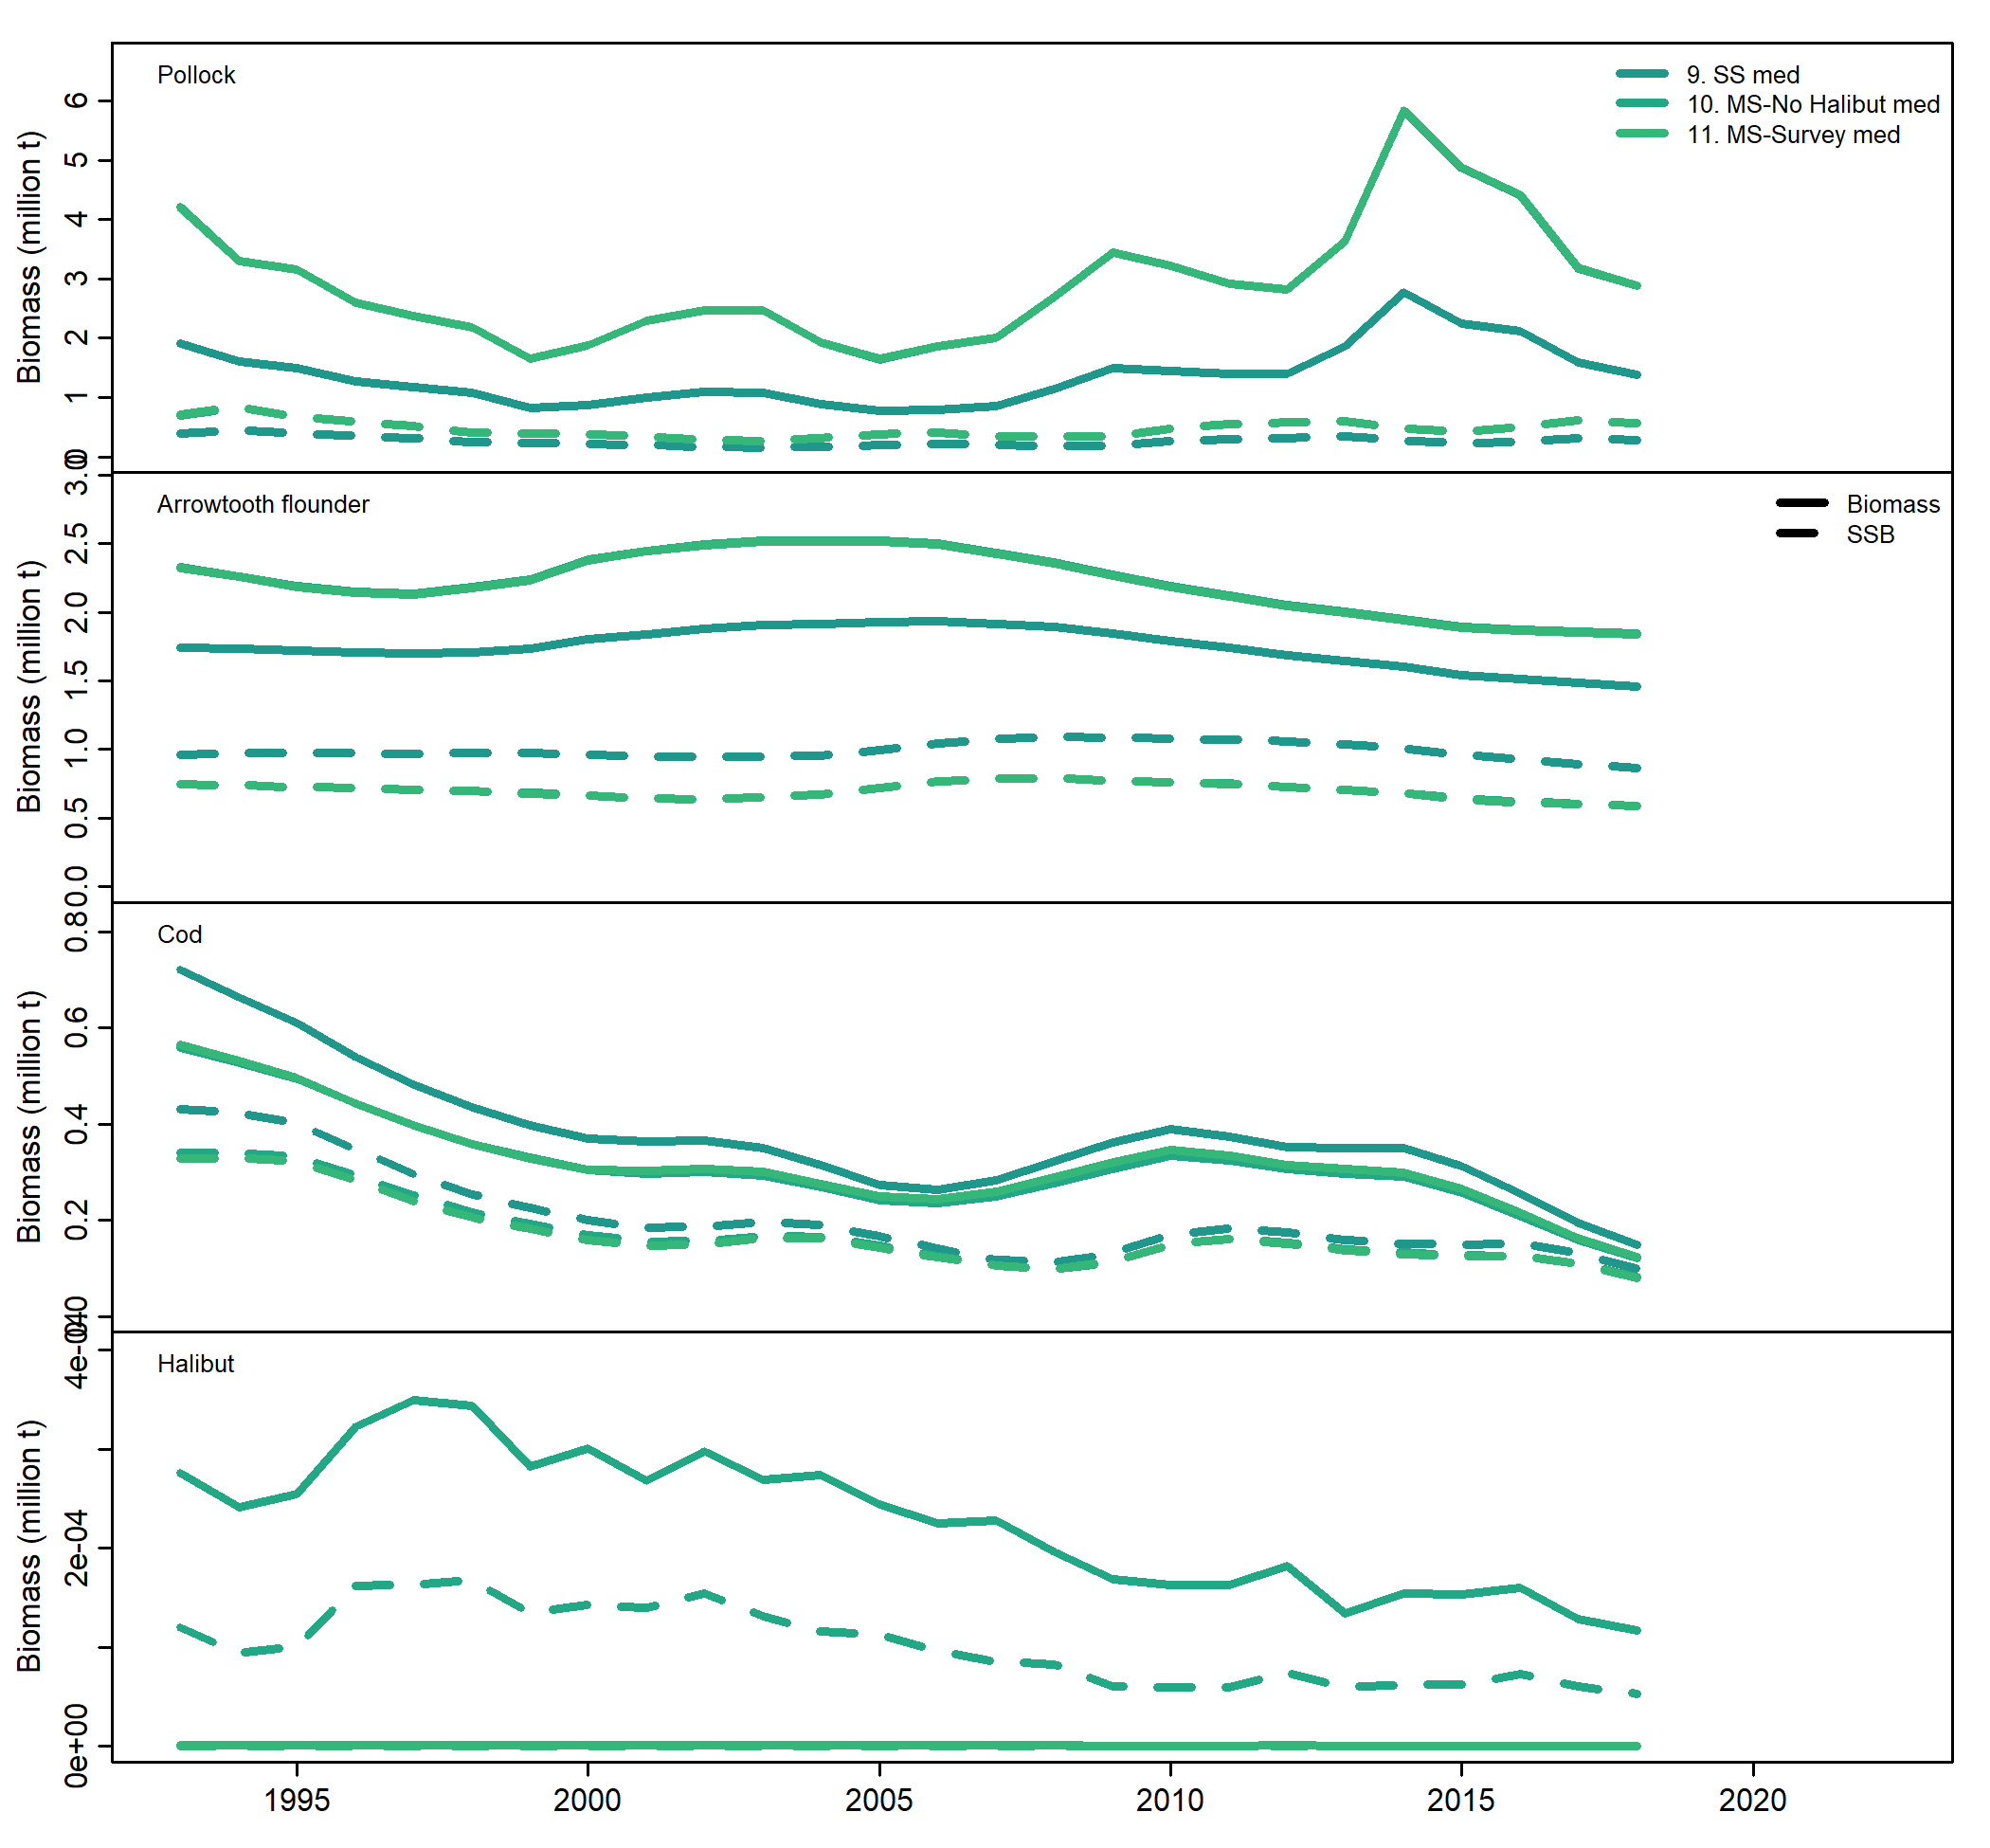 Pollock
9. SS med
10. MS-No Halibut med
11. MS-Survey med
Biomass (million t)
6
5
4
3
2
1
0
Arrowtooth flounder
Biomass
SSB
Biomass (million t)
3.0
2.5
2.0
1.5
1.0
0.5
0.0
Cod
Biomass (million t)
0.8
0.6
0.4
0.2
0.0
Halibut
Biomass (million t)
4e-04
2e-04
0e+00
1995 2000 2005 2010 2015 2020